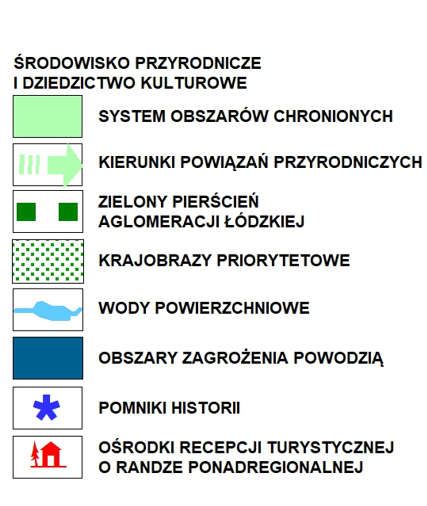 ŚRODOWISKO PRZYRODNICZE
I DZIEDZICTWO KULTUROWE
SYSTEM OBSZARÓW CHRONIONYCH
KIERUNKI POWIĄZAŃ PRZYRODNICZYCH
ZIELONY PIERŚCIEŃ
AGLOMERACJI ŁÓDZKIEJ
KRAJOBRAZY PRIORYTETOWE
WODY POWIERZCHNIOWE
OBSZARY ZAGROŻENIA POWODZIĄ
POMNIKI HISTORII
OŚRODKI RECEPCJI TURYSTYCZNEJ
O RANDZE PONADREGIONALNEJ